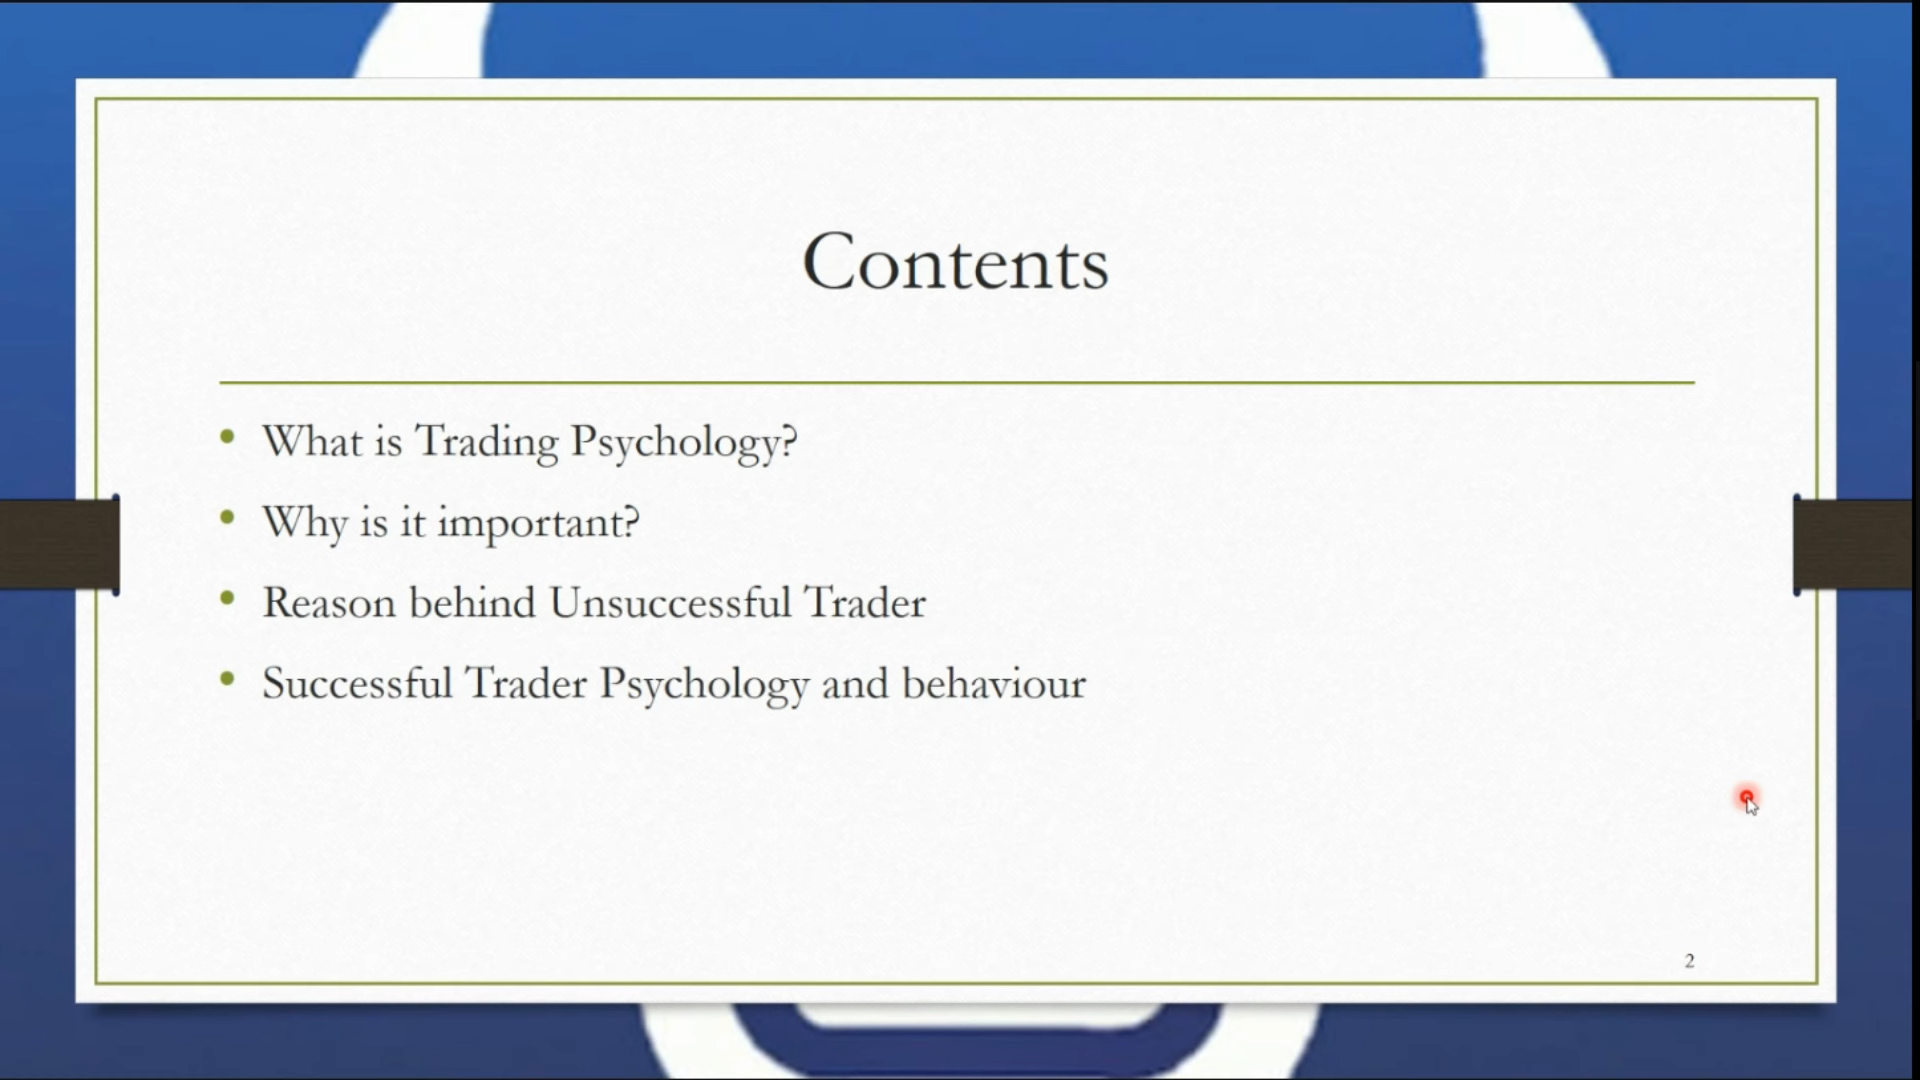 Contents
• What is Trading Psychology?
• Why is it important?
• Reason behind Unsuccessful Trader
• Successful Trader Psychology and behaviour
2